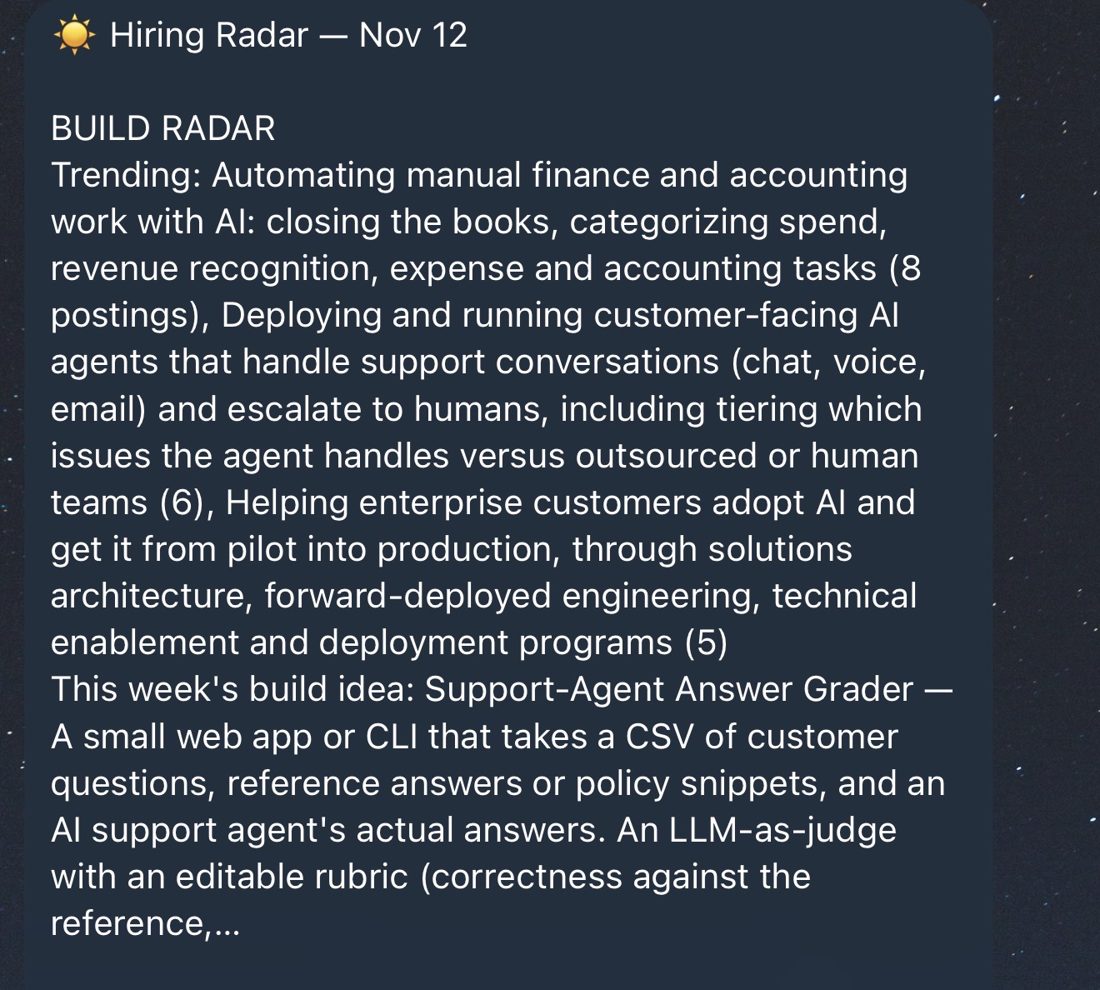 ☀️ Hiring Radar — Nov 12
BUILD RADAR
Trending: Automating manual finance and accounting
work with AI: closing the books, categorizing spend,
revenue recognition, expense and accounting tasks (8
postings), Deploying and running customer-facing AI
agents that handle support conversations (chat, voice,
email) and escalate to humans, including tiering which
issues the agent handles versus outsourced or human
teams (6), Helping enterprise customers adopt AI and
get it from pilot into production, through solutions
architecture, forward-deployed engineering, technical
enablement and deployment programs (5)
This week's build idea: Support-Agent Answer Grader —
A small web app or CLI that takes a CSV of customer
questions, reference answers or policy snippets, and an
AI support agent's actual answers. An LLM-as-judge
with an editable rubric (correctness against the
reference,...